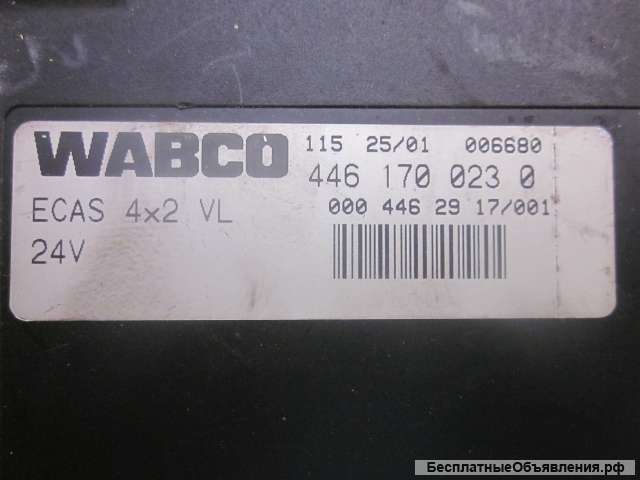 WABCO
115 25/01 006680
446 170 023 0
ECAS 4x2 VL
000 446 29 17/001
24V
БесплатныеОбъявления.рф